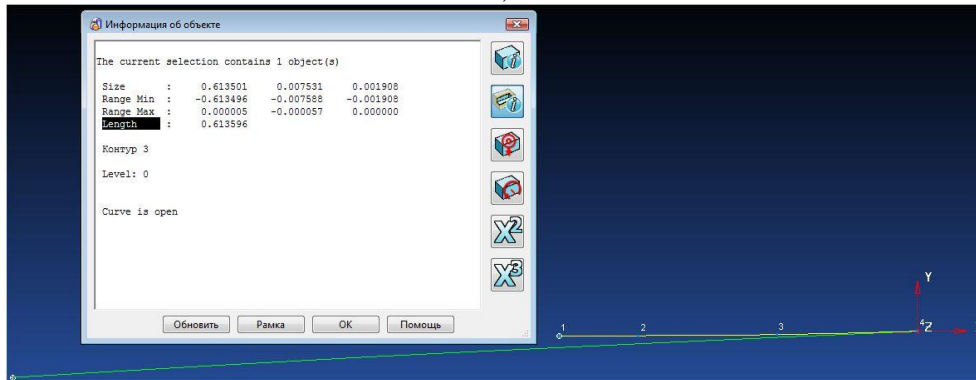 Информация об объекте
The current selection contains 1 object(s)
Size : 0.613501 0.007531 0.001908
Range Min : -0.613496 -0.007588 -0.001908
Range Max : 0.000005 -0.000057 0.000000
Length : 0.613596
Контур 3
Level: 0
Curve is open
X2
X3
Обновить Рамка OK Помощь
Y
1 2 3 4 Z